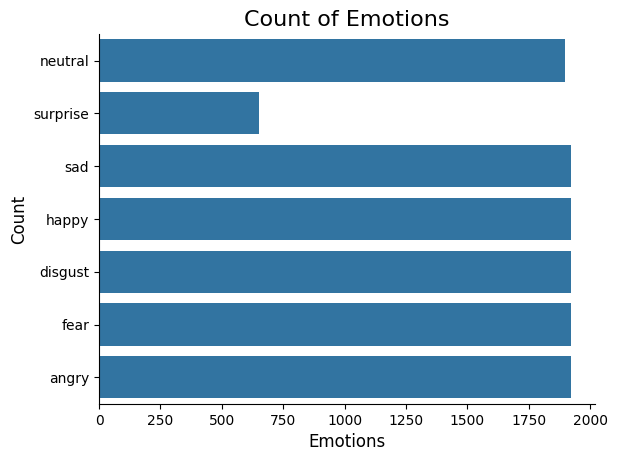 Count of Emotions
neutral
surprise
sad
happy
disgust
fear
angry
Count
0 250 500 750 1000 1250 1500 1750 2000
Emotions